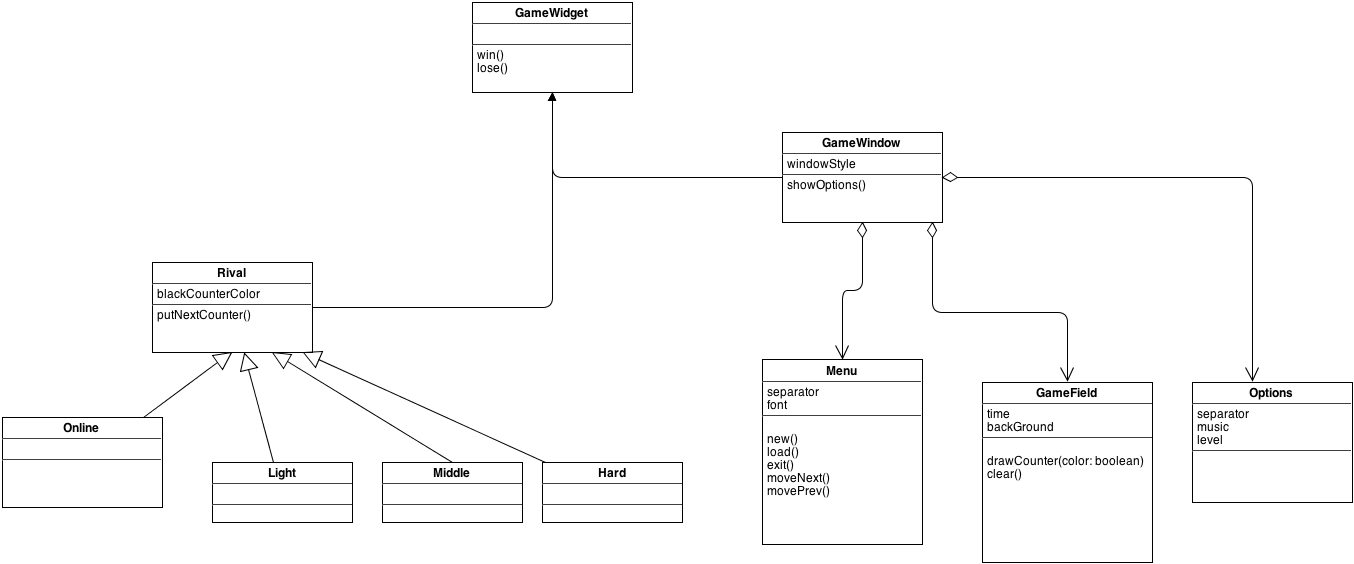 GameWidget
win()
lose()
GameWindow
windowStyle
showOptions()
Rival
blackCounterColor
putNextCounter()
Menu
separator
font
new()
load()
exit()
moveNext()
movePrev()
GameField
time
backGround
drawCounter(color: boolean)
clear()
Options
separator
music
level
Online
Light
Middle
Hard